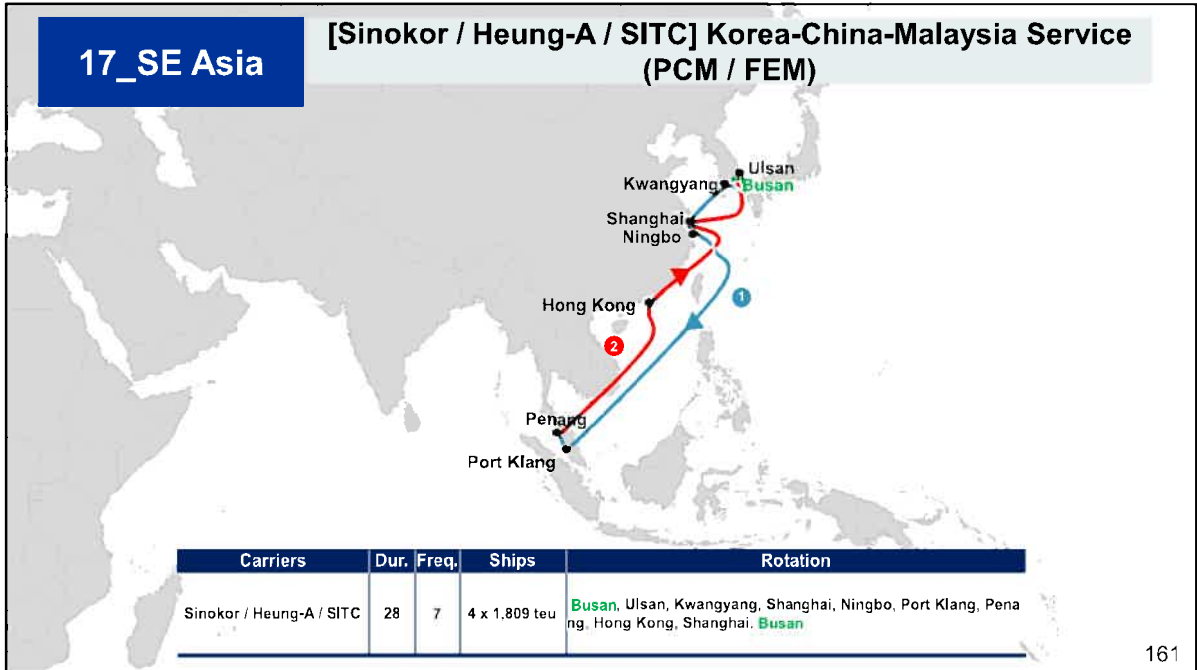 17_SE Asia
[Sinokor / Heung-A / SITC] Korea-China-Malaysia Service
(PCM / FEM)
Ulsan
Kwangyang
Busan
Shanghai
Ningbo
1
Hong Kong
2
Penang
Port Klang
Carriers Dur. Freq. Ships Rotation
Sinokor / Heung-A / SITC 28 7 4 x 1,809 teu Busan, Ulsan, Kwangyang, Shanghai, Ningbo, Port Klang, Pena
ng, Hong Kong, Shanghai. Busan
161